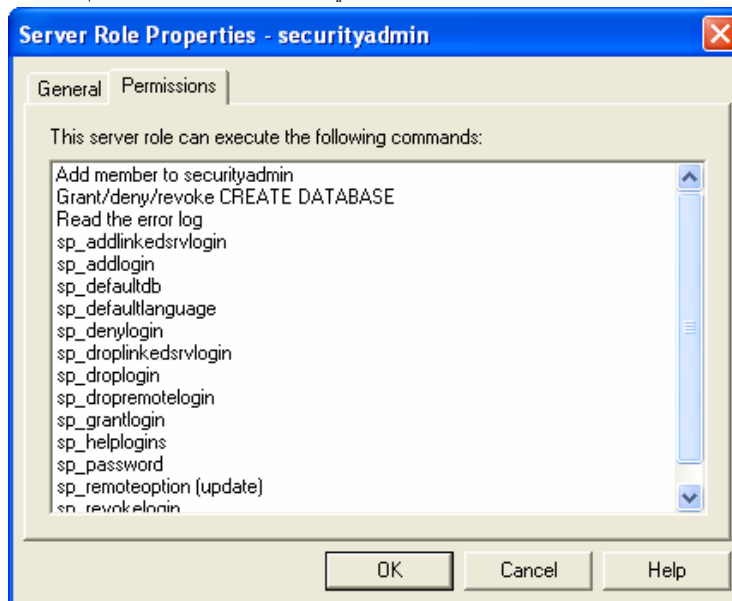 Server Role Properties - securityadmin
General Permissions
This server role can execute the following commands:
Add member to securityadmin
Grant/deny/revoke CREATE DATABASE
Read the error log
sp_addlinkedsrvlogin
sp_addlogin
sp_defaultdb
sp_defaultlanguage
sp_denylogin
sp_droplinkedsrvlogin
sp_droplogin
sp_dropremotelogin
sp_grantlogin
sp_helplogins
sp_password
sp_remoteoption (update)
sp_revokelogin
OK Cancel Help